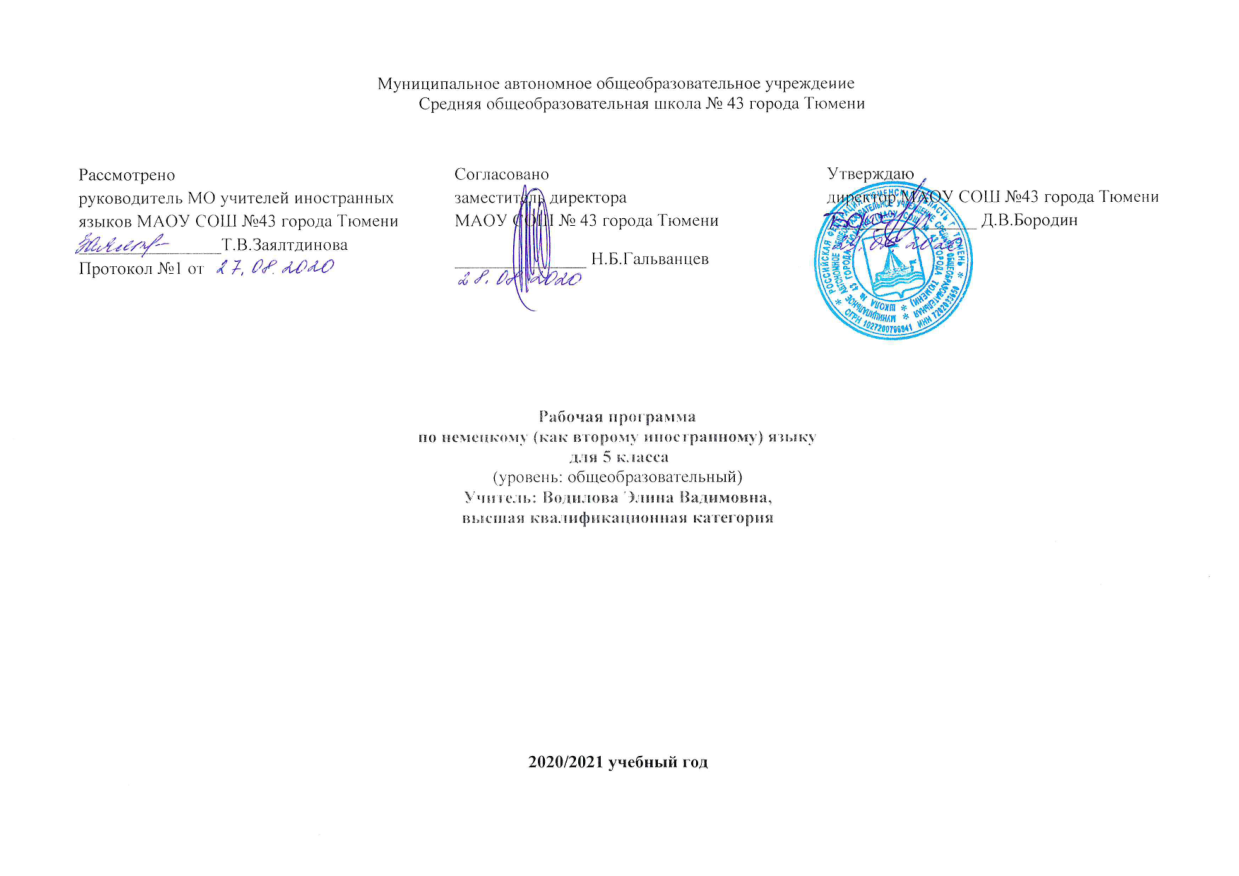 Муниципальное автономное общеобразовательное учреждение
Средняя общеобразовательная школа № 43 города Тюмени
Рассмотрено
руководитель МО учителей иностранных
языков МАОУ СОШ №43 города Тюмени
Т.В.Заялтдинова
Протокол №1 от 27.08.2020
Согласовано
заместитель директора
МАОУ СОШ № 43 города Тюмени
Н.Б.Гальванцев
28.08.2020
Утверждаю
директор МАОУ СОШ №43 города Тюмени
Д.В.Бородин
Рабочая программа
по немецкому (как второму иностранному) языку
для 5 класса
(уровень: общеобразовательный)
Учитель: Водилова Элина Вадимовна,
высшая квалификационная категория
2020/2021 учебный год